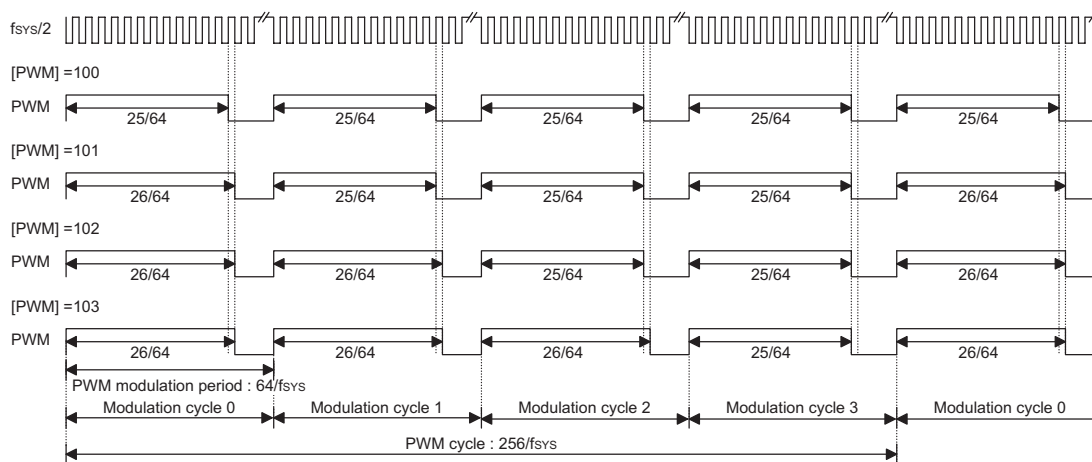 fSYS/2
[PWM] =100
PWM
25/64 25/64 25/64 25/64 25/64
[PWM] =101
PWM
26/64 25/64 25/64 25/64 26/64
[PWM] =102
PWM
26/64 26/64 25/64 25/64 26/64
[PWM] =103
PWM
26/64 26/64 26/64 25/64 26/64
PWM modulation period : 64/fSYS
Modulation cycle 0 Modulation cycle 1 Modulation cycle 2 Modulation cycle 3 Modulation cycle 0
PWM cycle : 256/fSYS